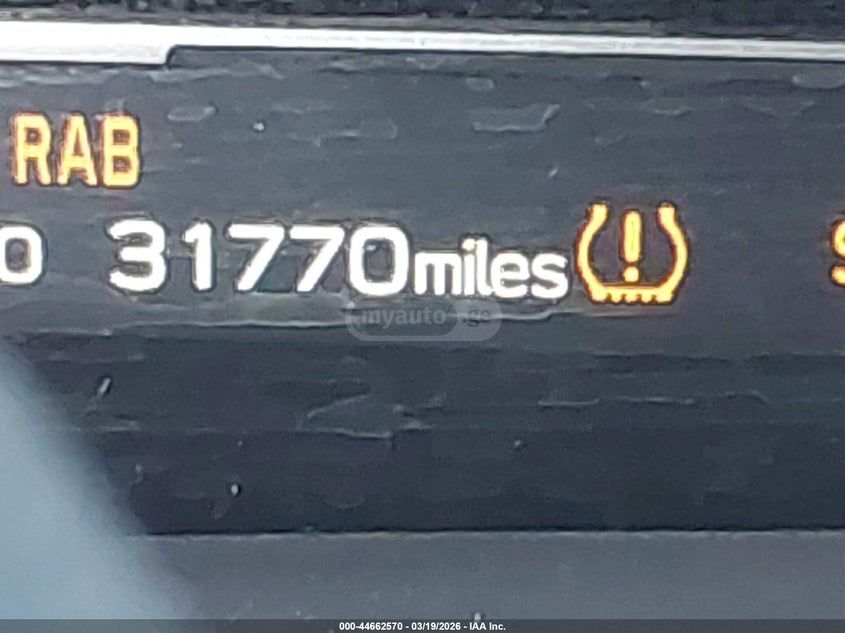 RAB
0 31770miles
myauto.ge
000-44662570 - 03/19/2026 - IAA Inc.